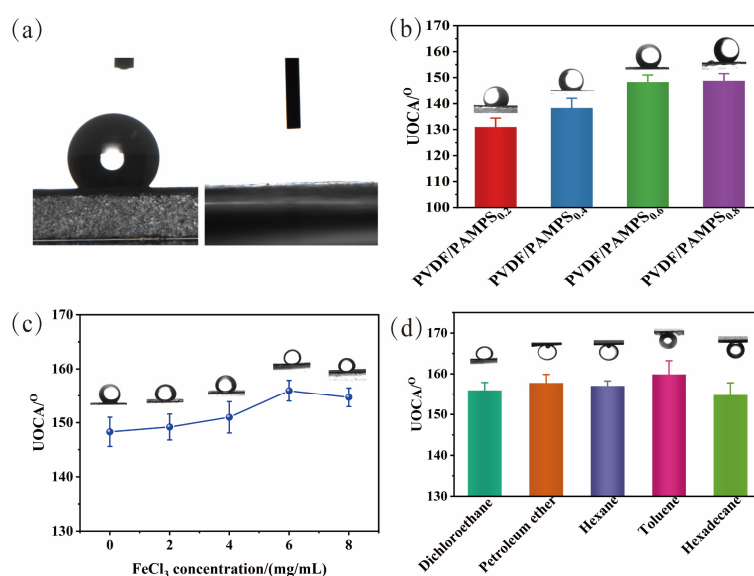 (a)
(b)
170
160
150
140
130
120
110
100
UOCA/°
PVDF/PAMPS0.2
PVDF/PAMPS0.4
PVDF/PAMPS0.6
PVDF/PAMPS0.8
(c)
170
160
150
140
130
UOCA/°
0 2 4 6 8
FeCl3 concentration/(mg/mL)
(d)
170
160
150
140
130
UOCA/°
Dichloroethane
Petroleum ether
Hexane
Toluene
Hexadecane